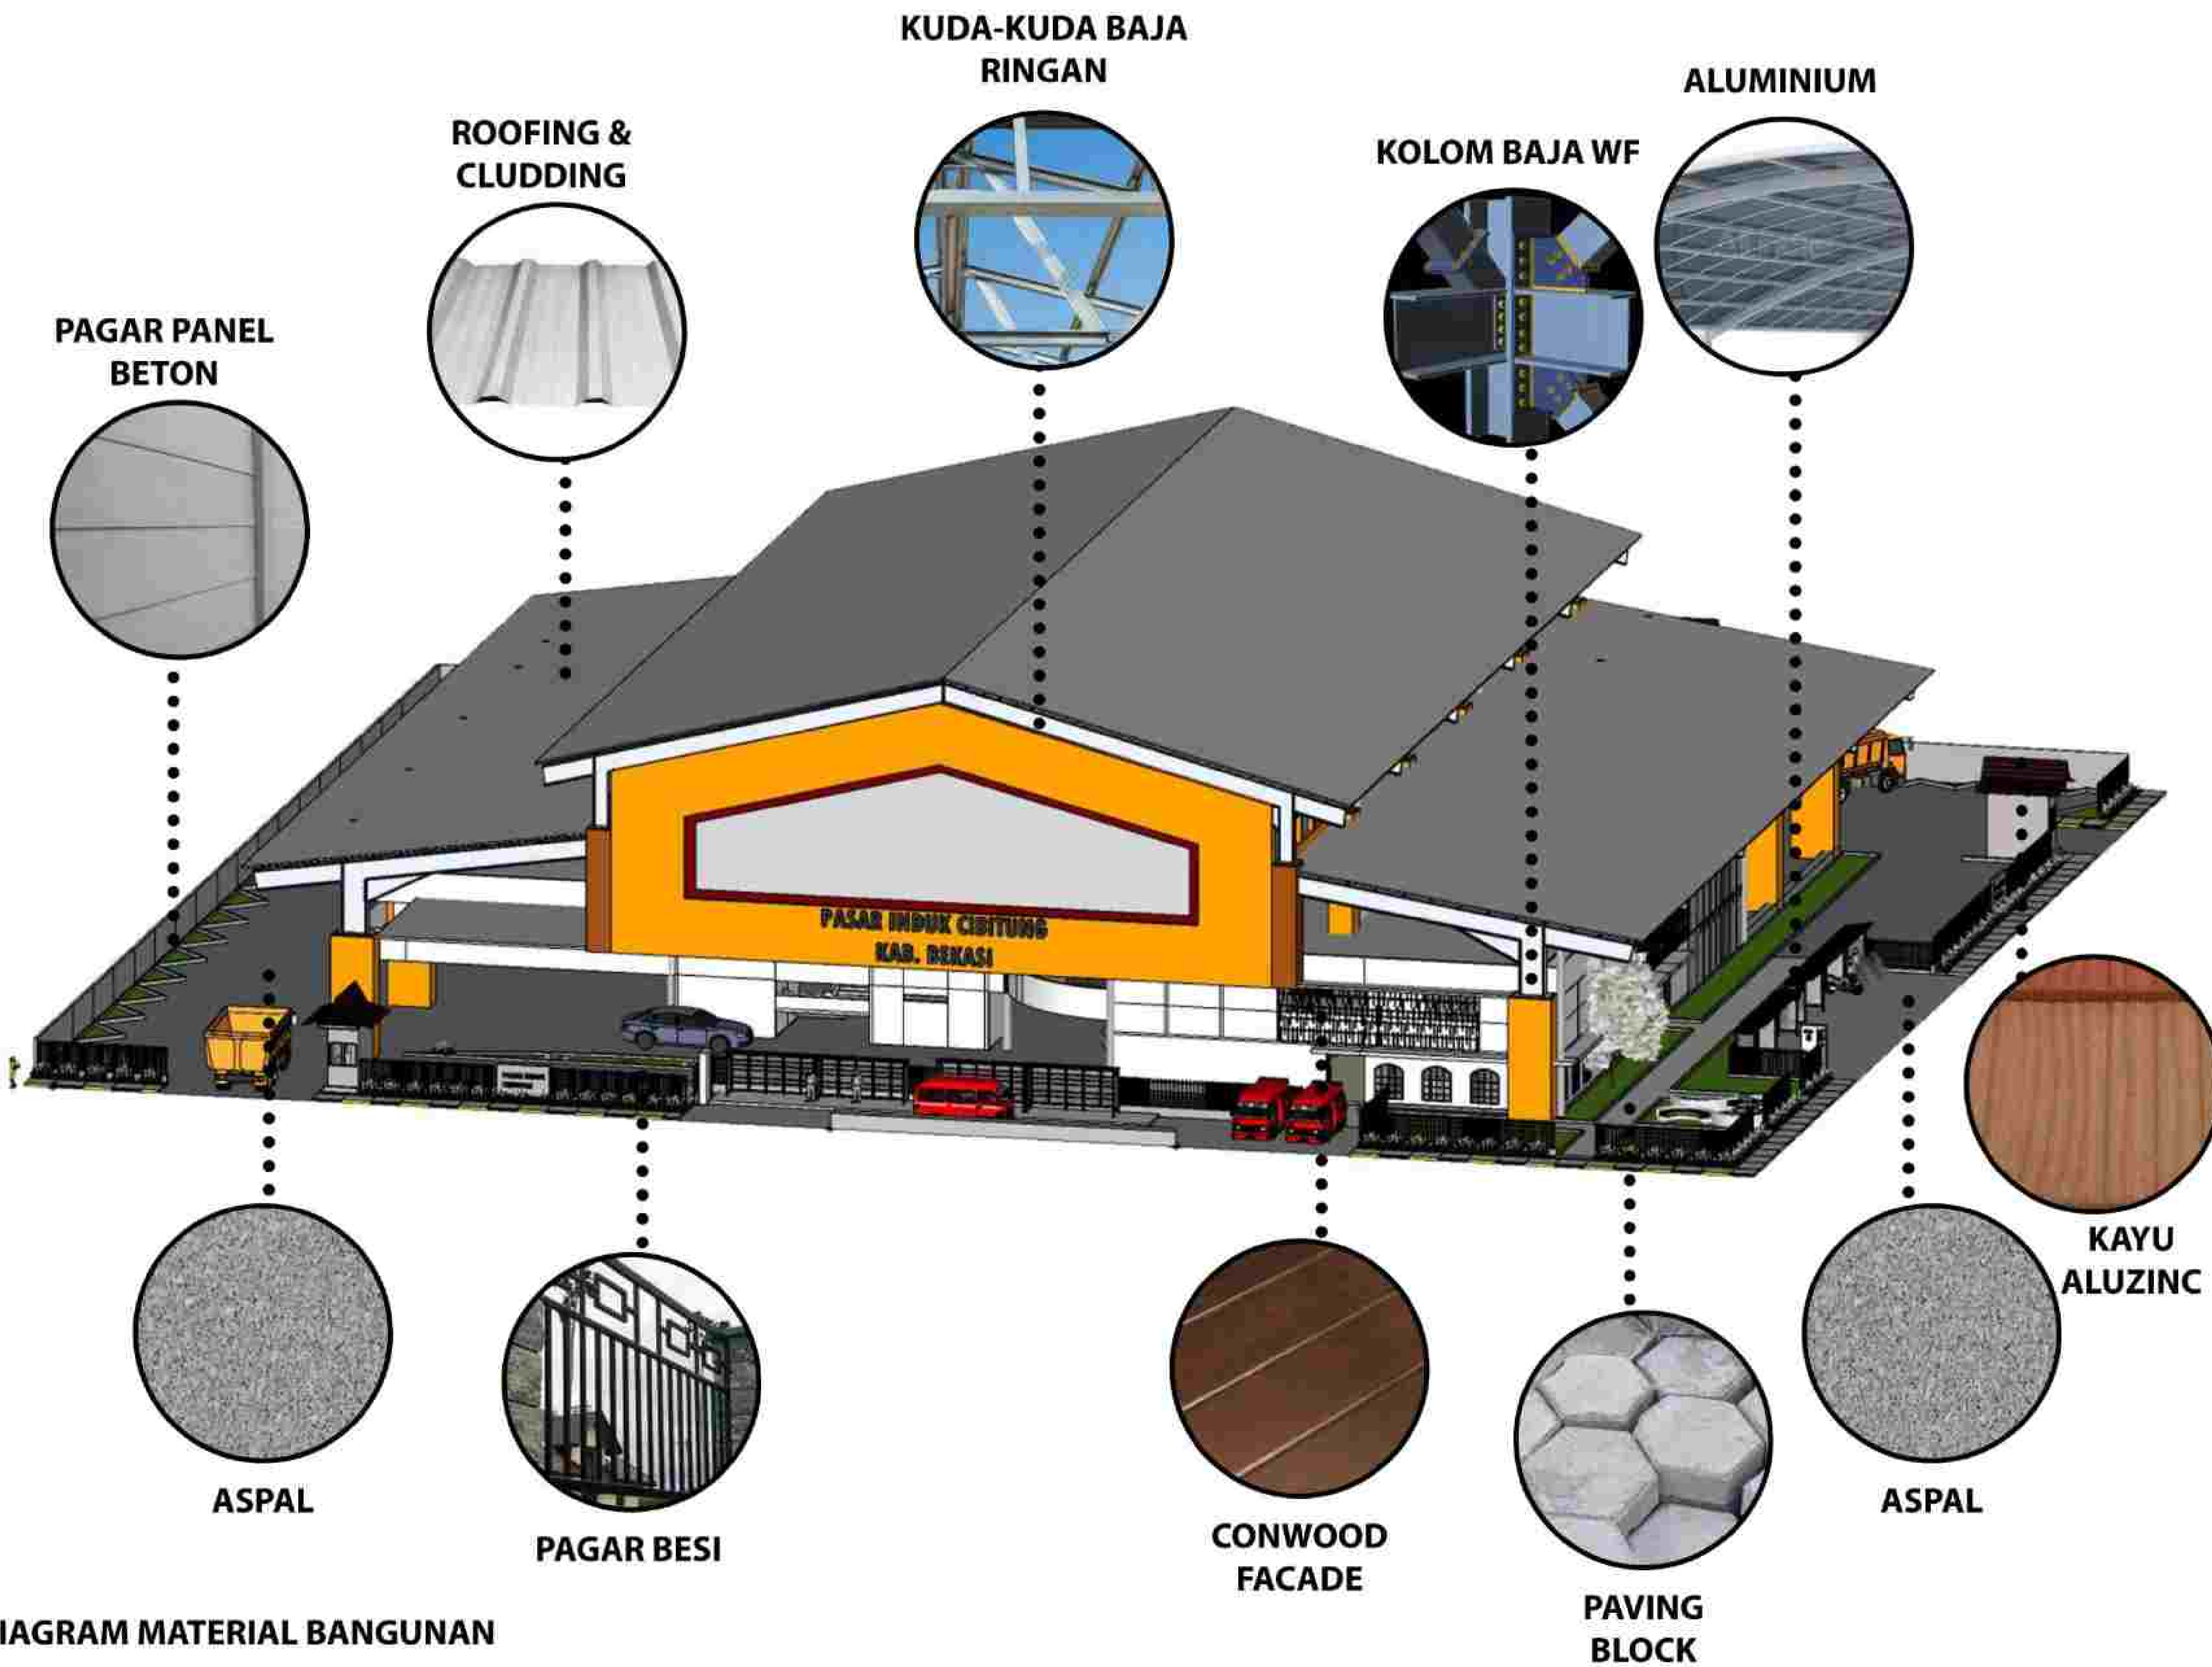 KUDA-KUDA BAJA
RINGAN
ALUMINIUM
ROOFING &
CLUDDING
KOLOM BAJA WF
PAGAR PANEL
BETON
PASAR INDUK CIBITUNG
KAB. BEKASI
KAYU
ALUZINC
ASPAL
PAGAR BESI
CONWOOD
FACADE
PAVING
BLOCK
ASPAL
IAGRAM MATERIAL BANGUNAN